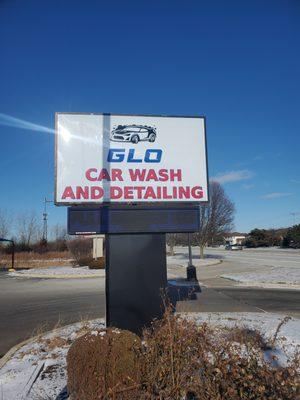 GLO
CAR WASH
AND DETAILING